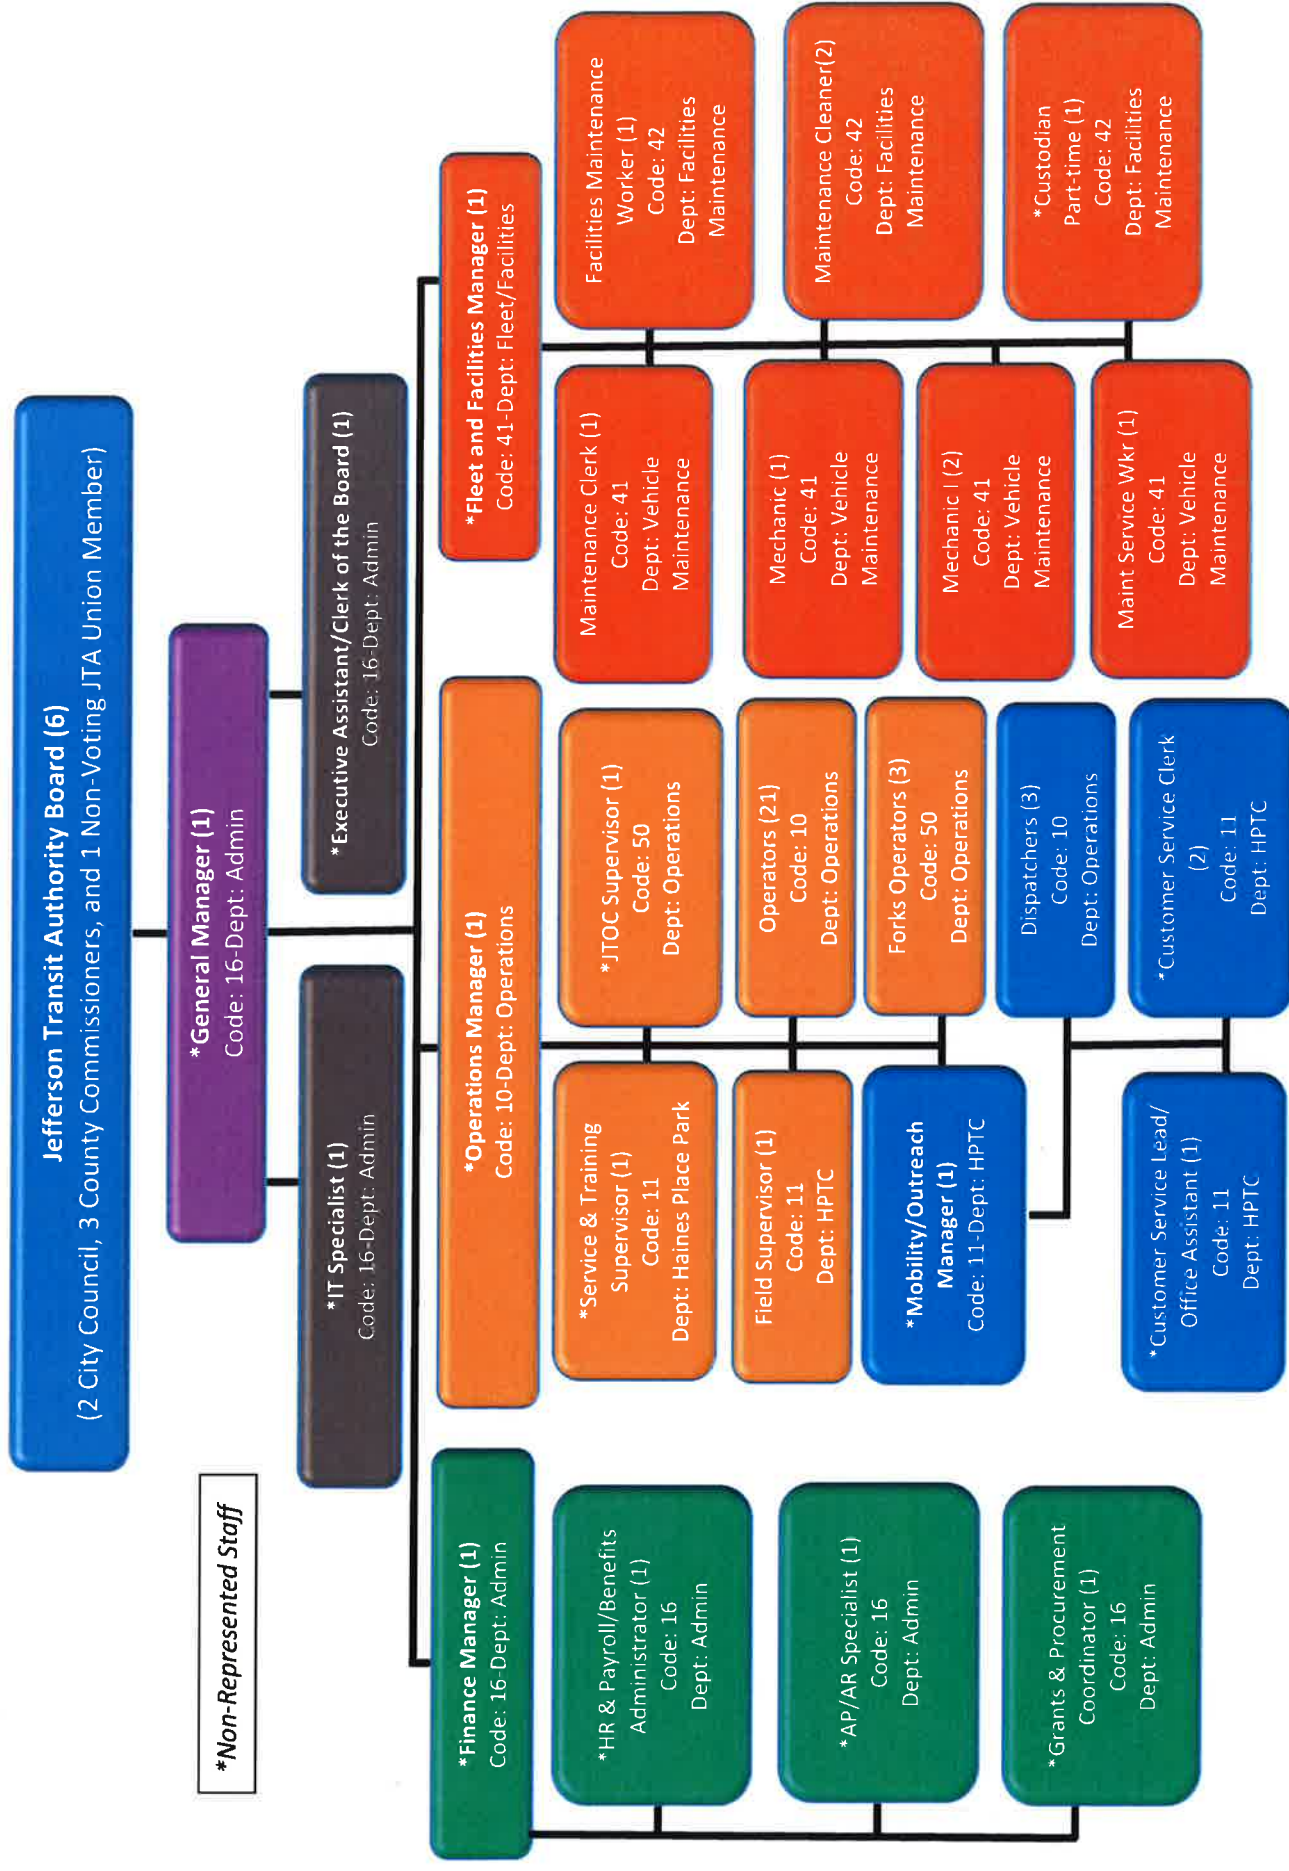 Jefferson Transit Authority Board (6)
(2 City Council, 3 County Commissioners, and 1 Non-Voting JTA Union Member)
*Non-Represented Staff
*General Manager (1)
Code: 16-Dept: Admin
*IT Specialist (1)
Code: 16-Dept: Admin
*Executive Assistant/Clerk of the Board (1)
Code: 16-Dept: Admin
*Finance Manager (1)
Code: 16-Dept: Admin
*HR & Payroll/Benefits
Administrator (1)
Code: 16
Dept: Admin
*AP/AR Specialist (1)
Code: 16
Dept: Admin
*Grants & Procurement
Coordinator (1)
Code: 16
Dept: Admin
*Operations Manager (1)
Code: 10-Dept: Operations
*Service & Training
Supervisor (1)
Code: 11
Dept: Haines Place Park
*JTOC Supervisor (1)
Code: 50
Dept: Operations
Field Supervisor (1)
Code: 11
Dept: HPTC
Operators (21)
Code: 10
Dept: Operations
*Mobility/Outreach
Manager (1)
Code: 11-Dept: HPTC
Forks Operators (3)
Code: 50
Dept: Operations
Dispatchers (3)
Code: 10
Dept: Operations
*Customer Service Lead/
Office Assistant (1)
Code: 11
Dept: HPTC
*Customer Service Clerk
(2)
Code: 11
Dept: HPTC
*Fleet and Facilities Manager (1)
Code: 41-Dept: Fleet/Facilities
Maintenance Clerk (1)
Code: 41
Dept: Vehicle
Maintenance
Facilities Maintenance
Worker (1)
Code: 42
Dept: Facilities
Maintenance
Mechanic (1)
Code: 41
Dept: Vehicle
Maintenance
Maintenance Cleaner(2)
Code: 42
Dept: Facilities
Maintenance
Mechanic I (2)
Code: 41
Dept: Vehicle
Maintenance
Maint Service Wkr (1)
Code: 41
Dept: Vehicle
Maintenance
*Custodian
Part-time (1)
Code: 42
Dept: Facilities
Maintenance